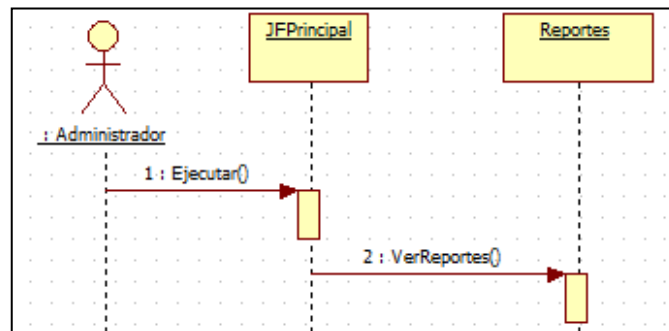 JFPrincipal
Reportes
: Administrador
1 : Ejecutar()
2 : VerReportes()